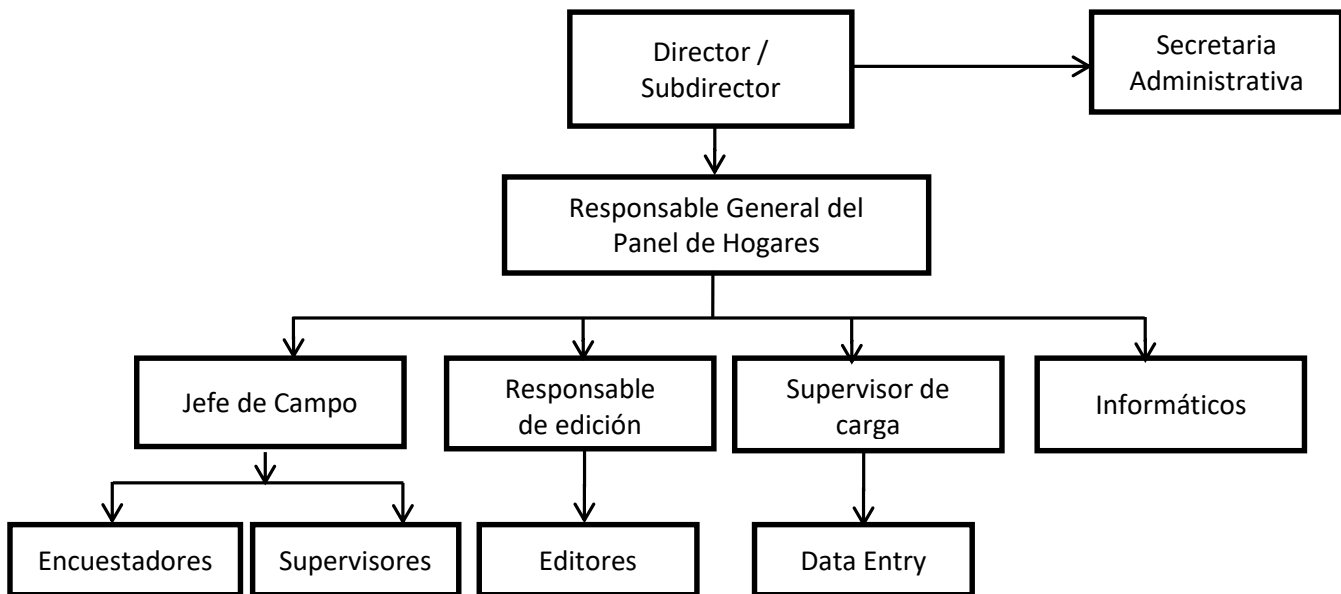 Director /
Subdirector
Secretaria
Administrativa
Responsable General del
Panel de Hogares
Jefe de Campo
Responsable
de edición
Supervisor de
carga
Informáticos
Encuestadores
Supervisores
Editores
Data Entry